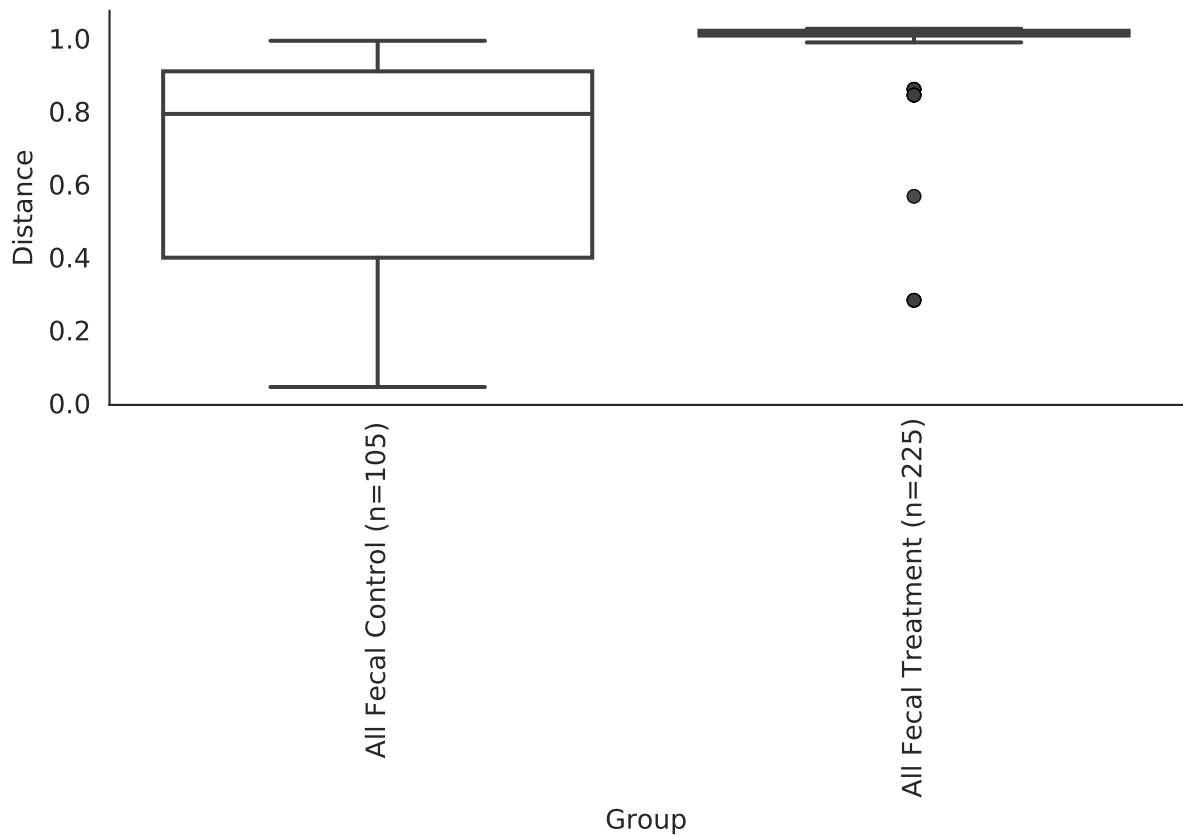 1.0
0.8
0.6
0.4
0.2
0.0
Distance
All Fecal Control (n=105)
All Fecal Treatment (n=225)
Group